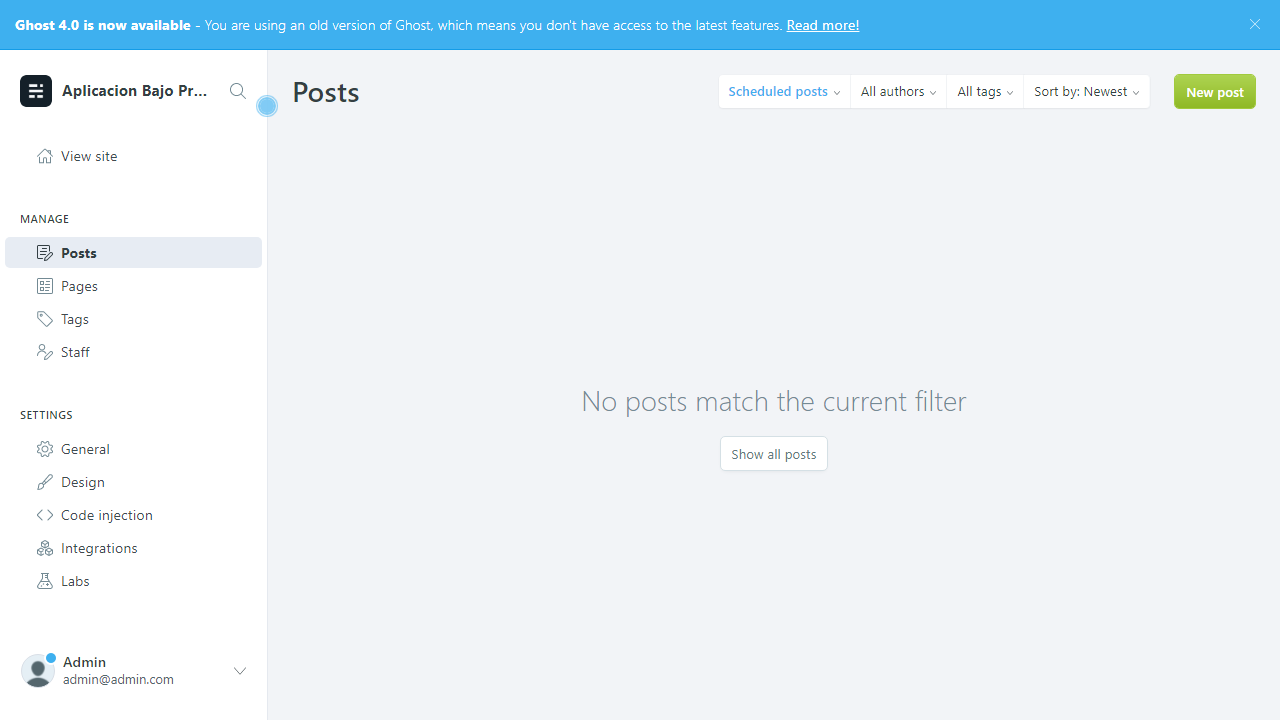 Ghost 4.0 is now available - You are using an old version of Ghost, which means you don't have access to the latest features. Read more!
Aplicacion Bajo Pr...
View site
MANAGE
Posts
Pages
Tags
Staff
SETTINGS
General
Design
Code injection
Integrations
Labs
Admin
admin@admin.com
Posts
Scheduled posts
All authors
All tags
Sort by: Newest
New post
No posts match the current filter
Show all posts